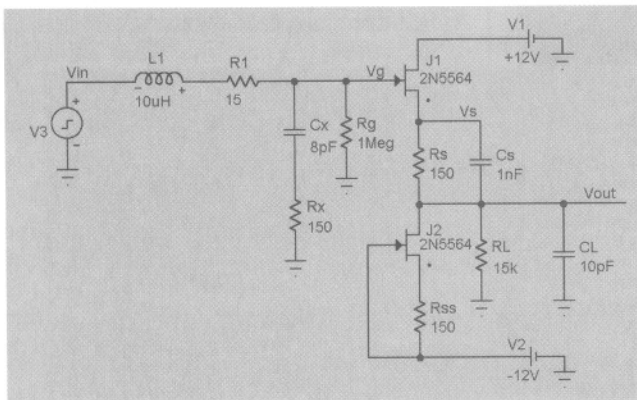 V1
+12V
J1
2N5564
L1
10uH
R1
15
Vin
Vg
V3
Cx
8pF
Rg
1Meg
Vs
Rs
150
Cs
1nF
Vout
Rx
150
J2
2N5564
RL
15k
CL
10pF
Rss
150
V2
-12V